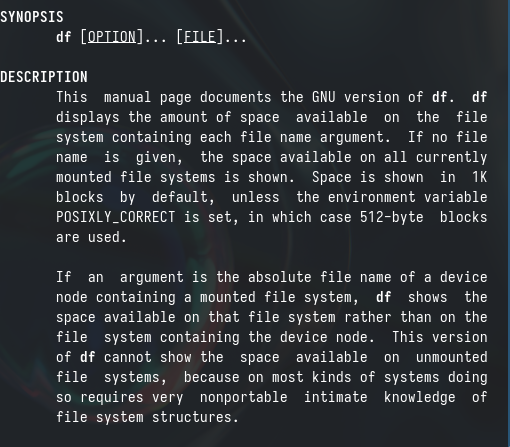 SYNOPSIS
df [OPTION]... [FILE]...
DESCRIPTION
This manual page documents the GNU version of df. df
displays the amount of space available on the file
system containing each file name argument. If no file
name is given, the space available on all currently
mounted file systems is shown. Space is shown in 1K
blocks by default, unless the environment variable
POSIXLY_CORRECT is set, in which case 512-byte blocks
are used.
If an argument is the absolute file name of a device
node containing a mounted file system, df shows the
space available on that file system rather than on the
file system containing the device node. This version
of df cannot show the space available on unmounted
file systems, because on most kinds of systems doing
so requires very nonportable intimate knowledge of
file system structures.